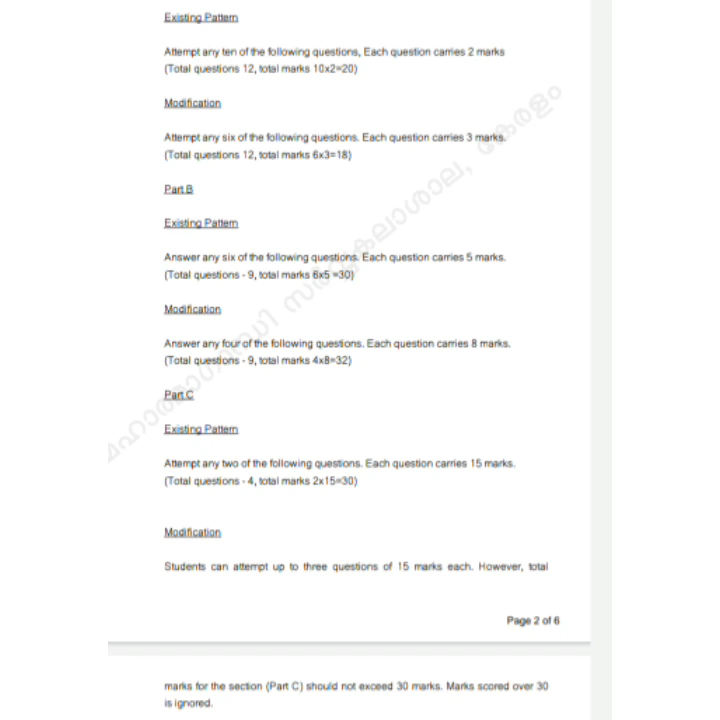 Existing Pattern
Attempt any ten of the following questions, Each question carries 2 marks
(Total questions 12, total marks 10x2=20)
Modification
Attempt any six of the following questions. Each question carries 3 marks.
(Total questions 12, total marks 6x3=18)
Part B
Existing Pattern
Answer any six of the following questions. Each question carries 5 marks.
(Total questions - 9, total marks 6x5 =30)
Modification
Answer any four of the following questions. Each question carries 8 marks.
(Total questions - 9, total marks 4x8=32)
Part C
Existing Pattern
Attempt any two of the following questions. Each question carries 15 marks.
(Total questions - 4, total marks 2x15=30)
Modification
Students can attempt up to three questions of 15 marks each. However, total
Page 2 of 6
marks for the section (Part C) should not exceed 30 marks. Marks scored over 30
is ignored.